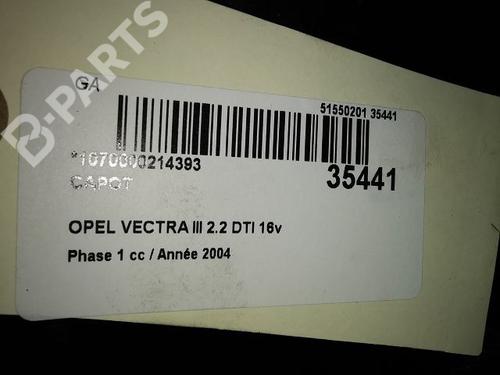 GA
B-PARTS
51550201 35441
*1070000214393
35441
CAPOT
OPEL VECTRA III 2.2 DTI 16v
Phase 1 cc / Année 2004